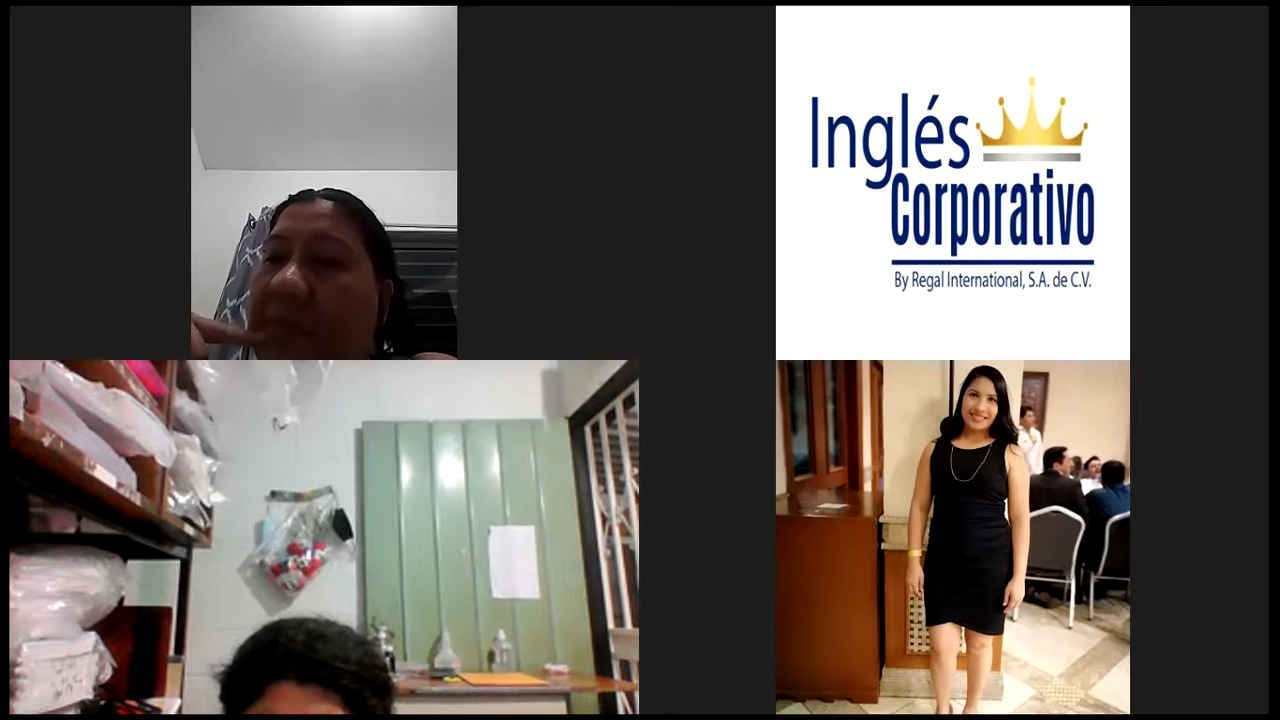 Inglés
Corporativo
By Regal International, S.A. de C.V.